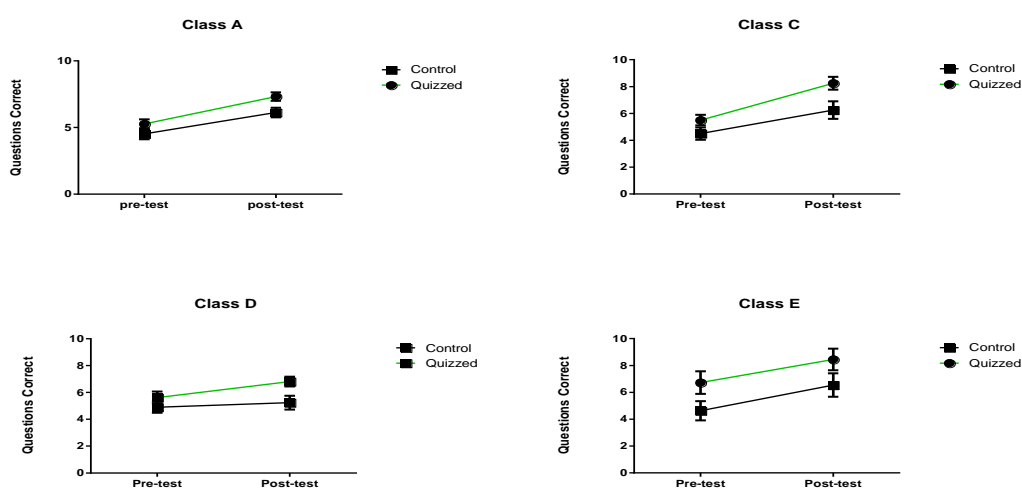 Class A
10
5
0
Questions Correct
pre-test
post-test
Control
Quizzed
Class C
10
8
6
4
2
0
Questions Correct
Pre-test
Post-test
Control
Quizzed
Class D
10
8
6
4
2
0
Questions Correct
Pre-test
Post-test
Control
Quizzed
Class E
10
8
6
4
2
0
Questions Correct
Pre-test
Post-test
Control
Quizzed